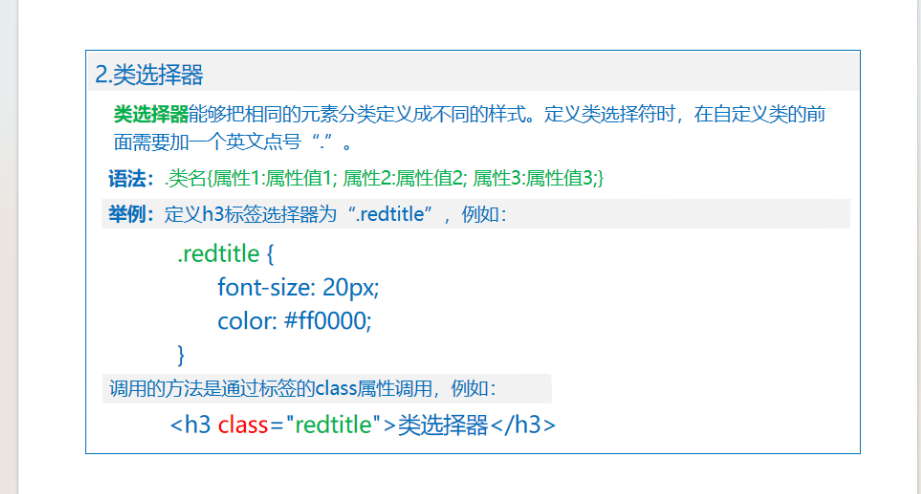 2.类选择器
类选择器能够把相同的元素分类定义成不同的样式。定义类选择符时，在自定义类的前
面需要加一个英文点号“.”。
语法：.类名{属性1:属性值1; 属性2:属性值2; 属性3:属性值3;}
举例：定义h3标签选择器为“.redtitle”，例如：
.redtitle {
font-size: 20px;
color: #ff0000;
}
调用的方法是通过标签的class属性调用，例如：
<h3 class="redtitle">类选择器</h3>